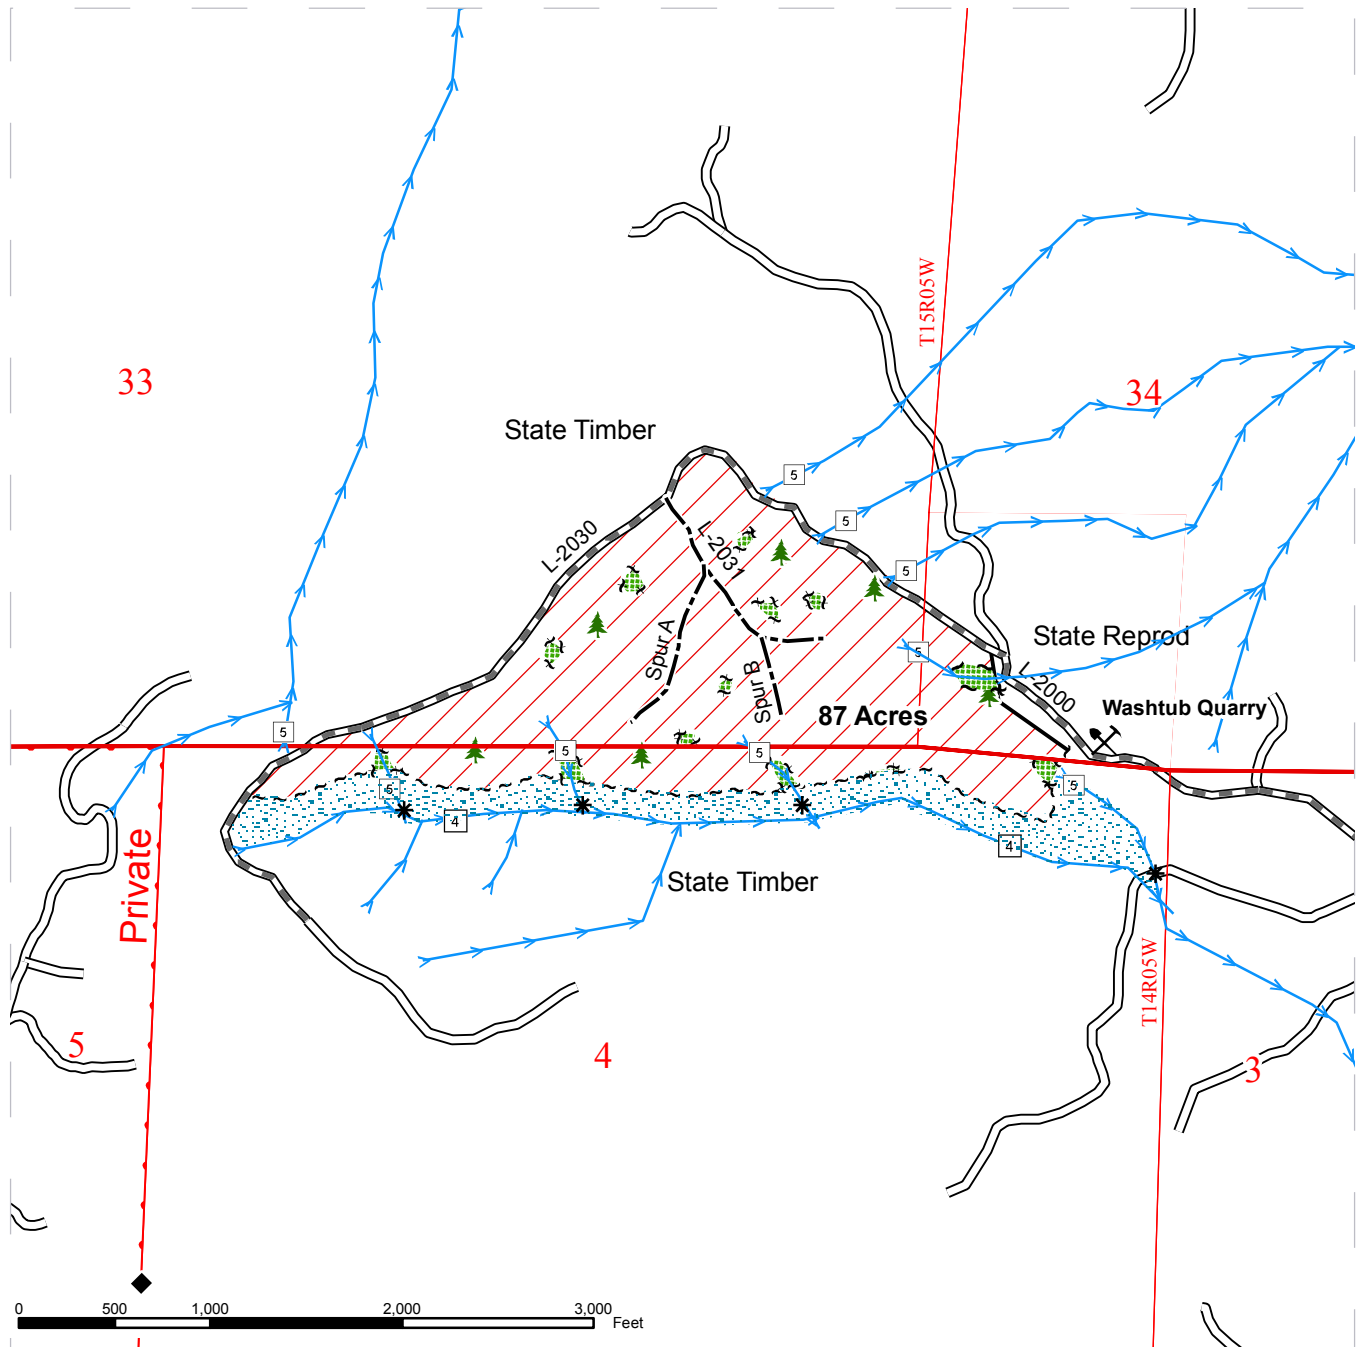 T15R05W
33
34
State Timber
5
5
L-2030
L-2031
5
State Reprod
Spur A
5
Spur B
L-2000
87 Acres
Washtub Quarry
5
5
5
5
5
4
4
Private
State Timber
T14R05W
5
4
3
0
500
1,000
2,000
3,000
Feet